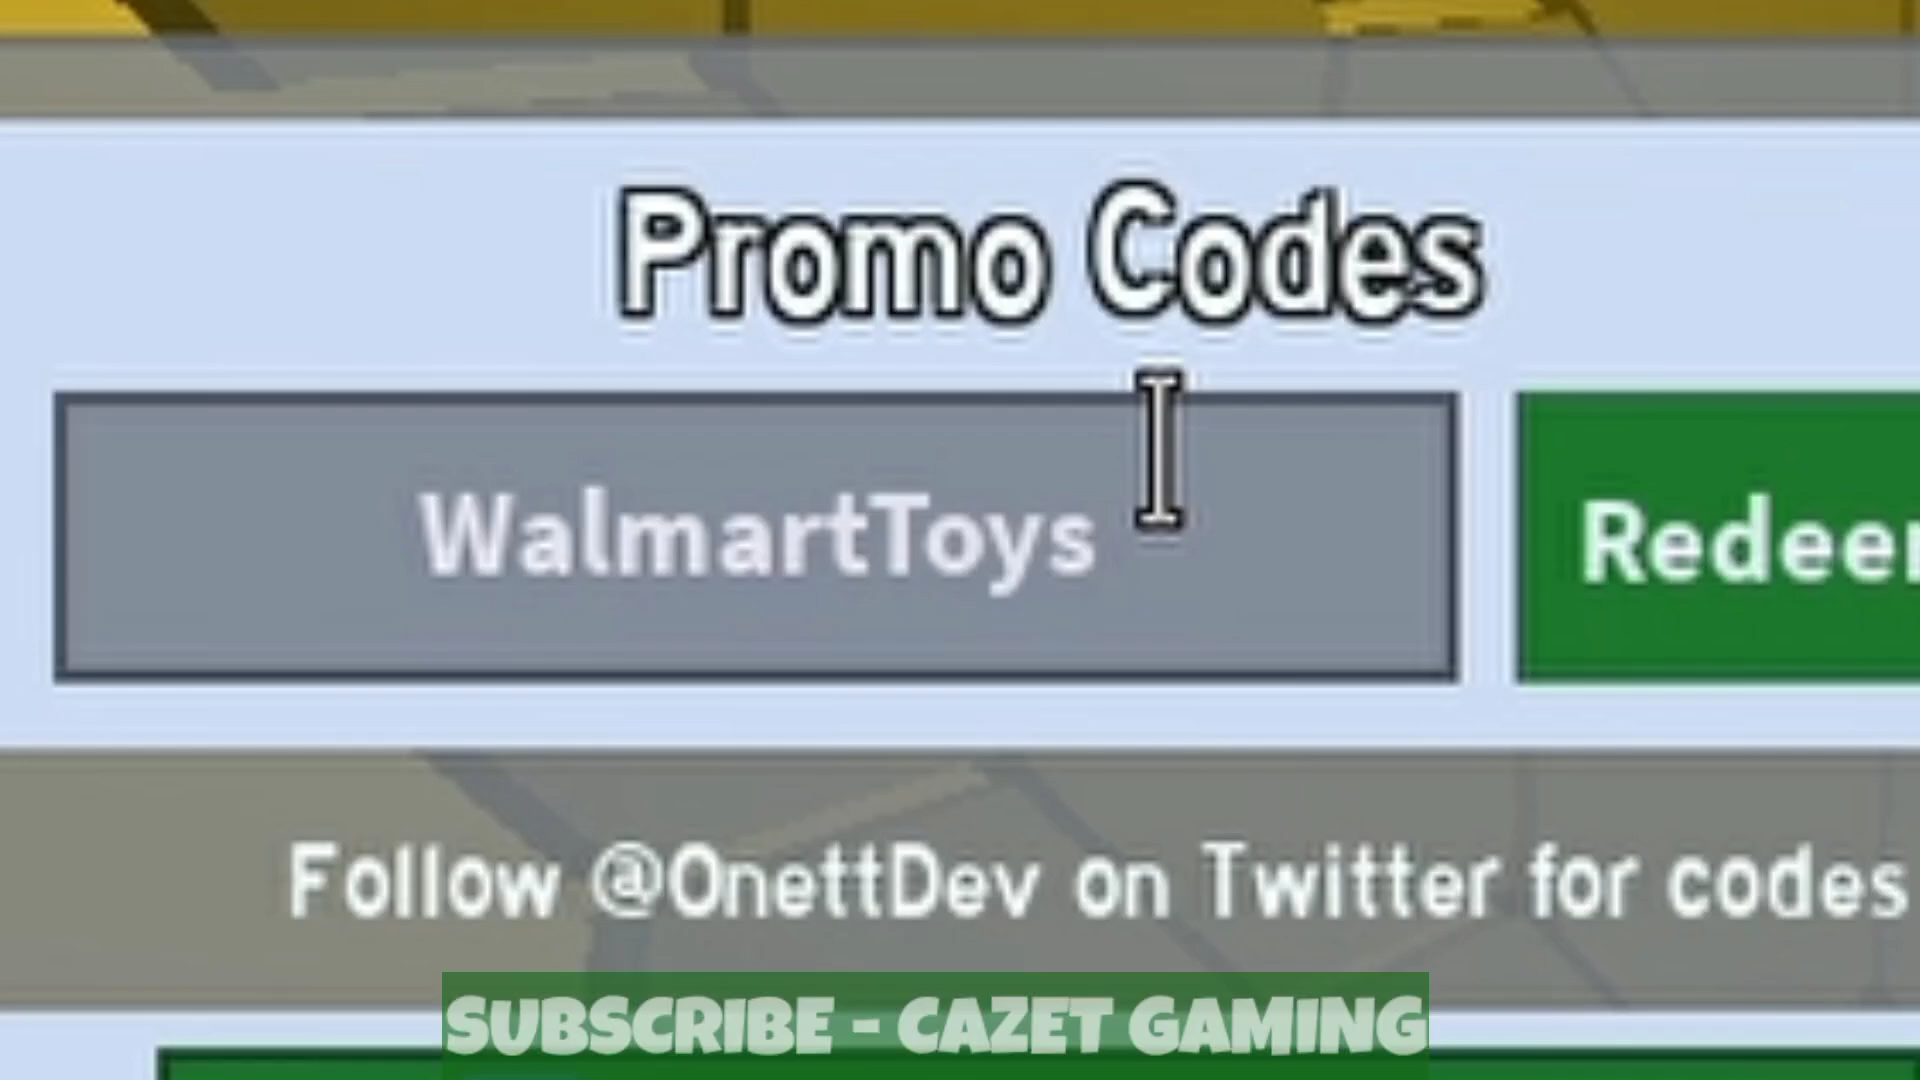 Promo Codes
WalmartToys
Redeem
Follow @OnettDev on Twitter for codes
SUBSCRIBE - CAZET GAMING